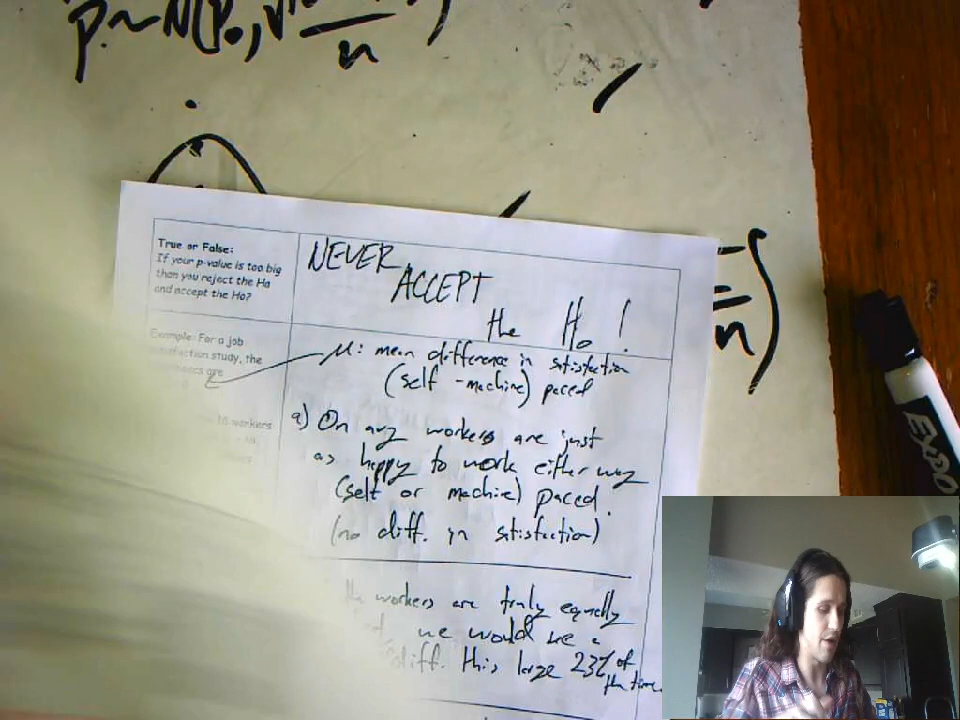 p̂ ~ N(p₀, √
n
True or False:
If your p-value is too big
than you reject the Ha
and accept the Ho?
NEVER
ACCEPT
the H₀ !
Example: For a job
satisfaction study, the
μ: mean difference in satisfaction
(self - machine) paced
workers
a) On avg workers are just
as happy to work either way
(self or machine) paced.
(no diff. in satisfaction)
workers are truly equally
we would see a
diff. this large 23% of
the time.
n
EXPO